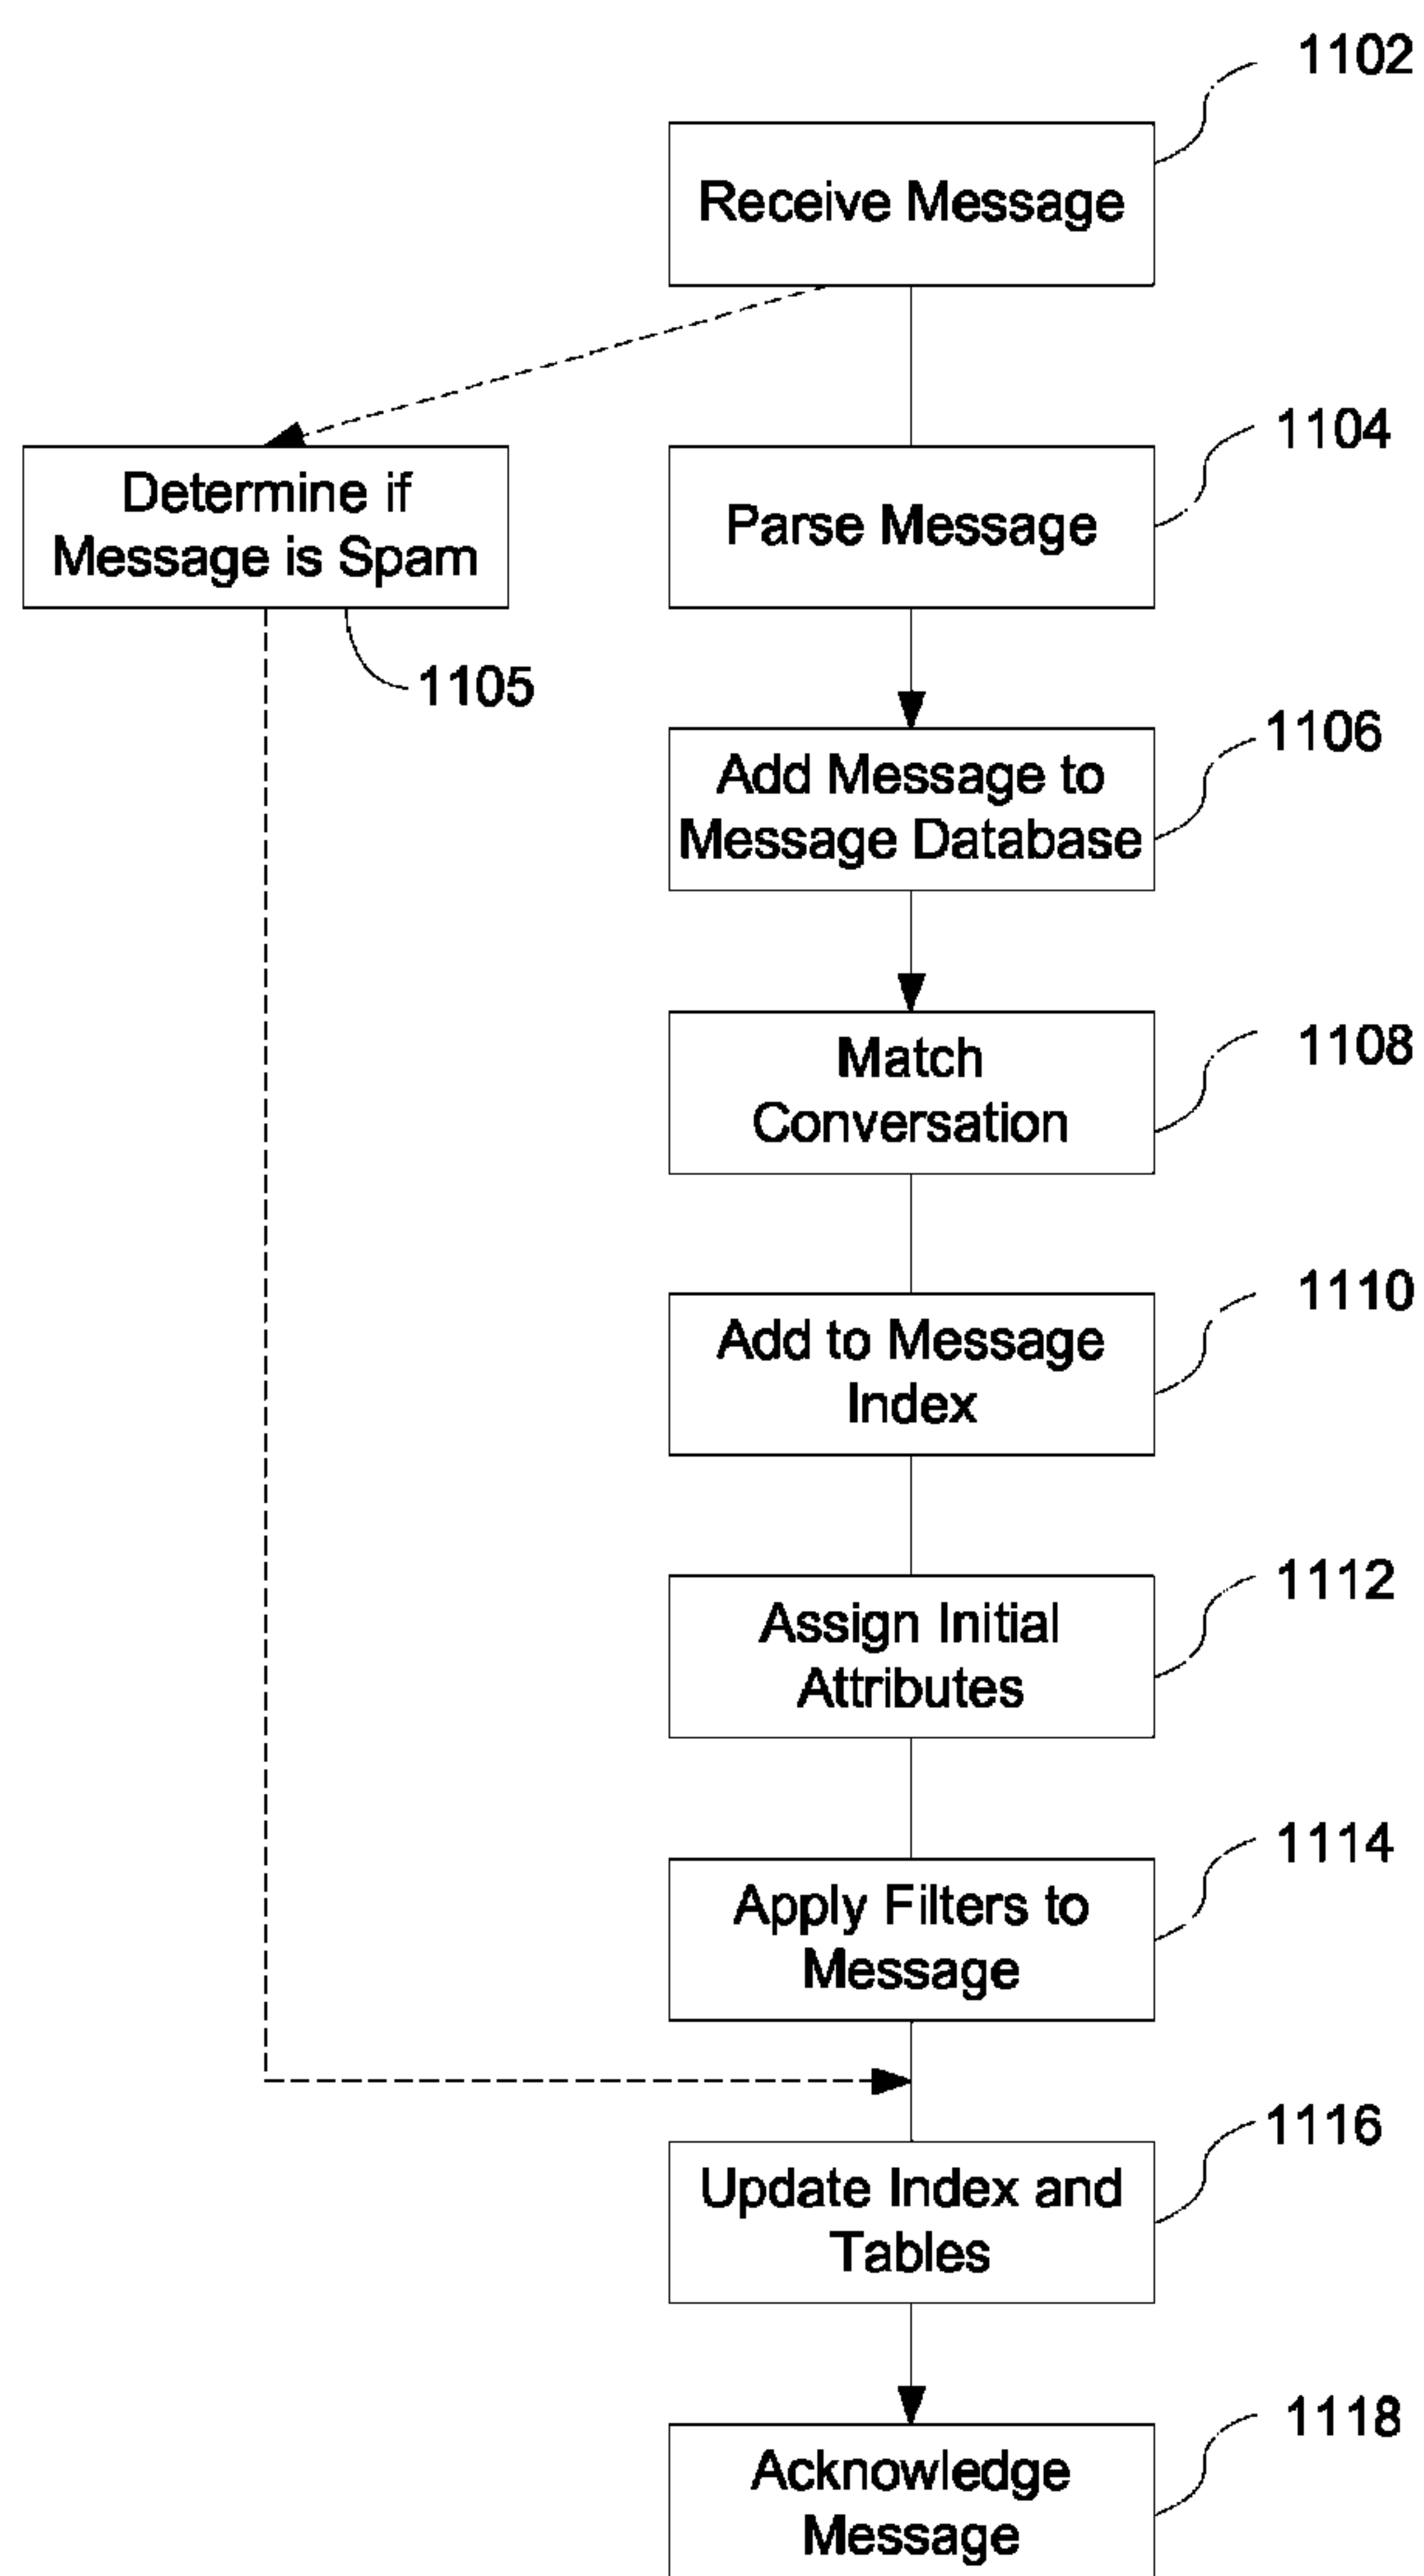 1102
Receive Message
1104
Determine if
Message is Spam
Parse Message
1105
1106
Add Message to
Message Database
1108
Match
Conversation
1110
Add to Message
Index
1112
Assign Initial
Attributes
1114
Apply Filters to
Message
1116
Update Index and
Tables
1118
Acknowledge
Message